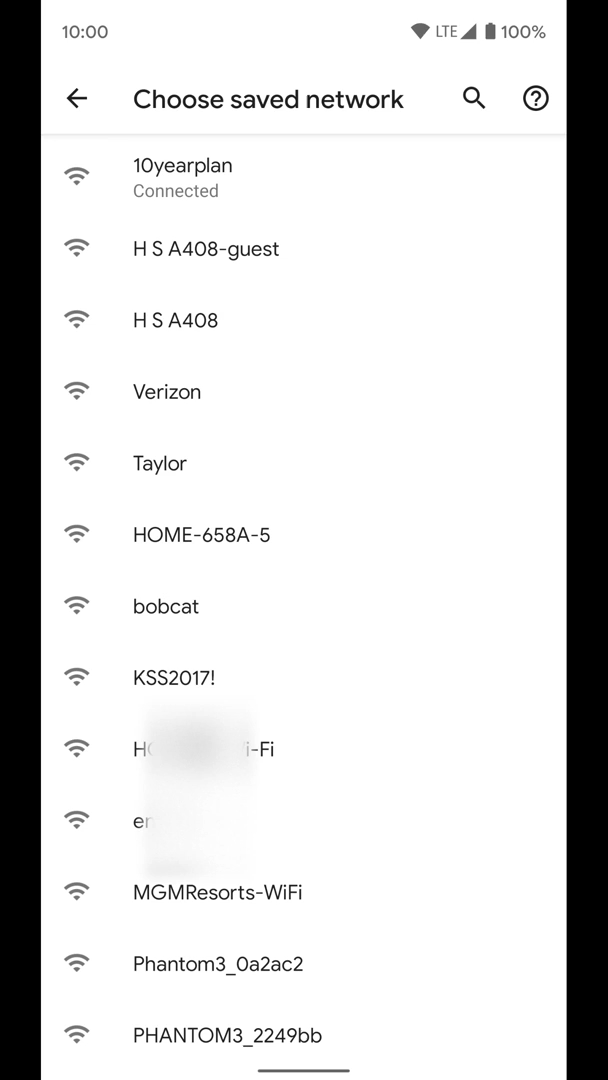 10:00
LTE 100%
Choose saved network
10yearplan
Connected
H S A408-guest
H S A408
Verizon
Taylor
HOME-658A-5
bobcat
KSS2017!
MGMResorts-WiFi
Phantom3_0a2ac2
PHANTOM3_2249bb